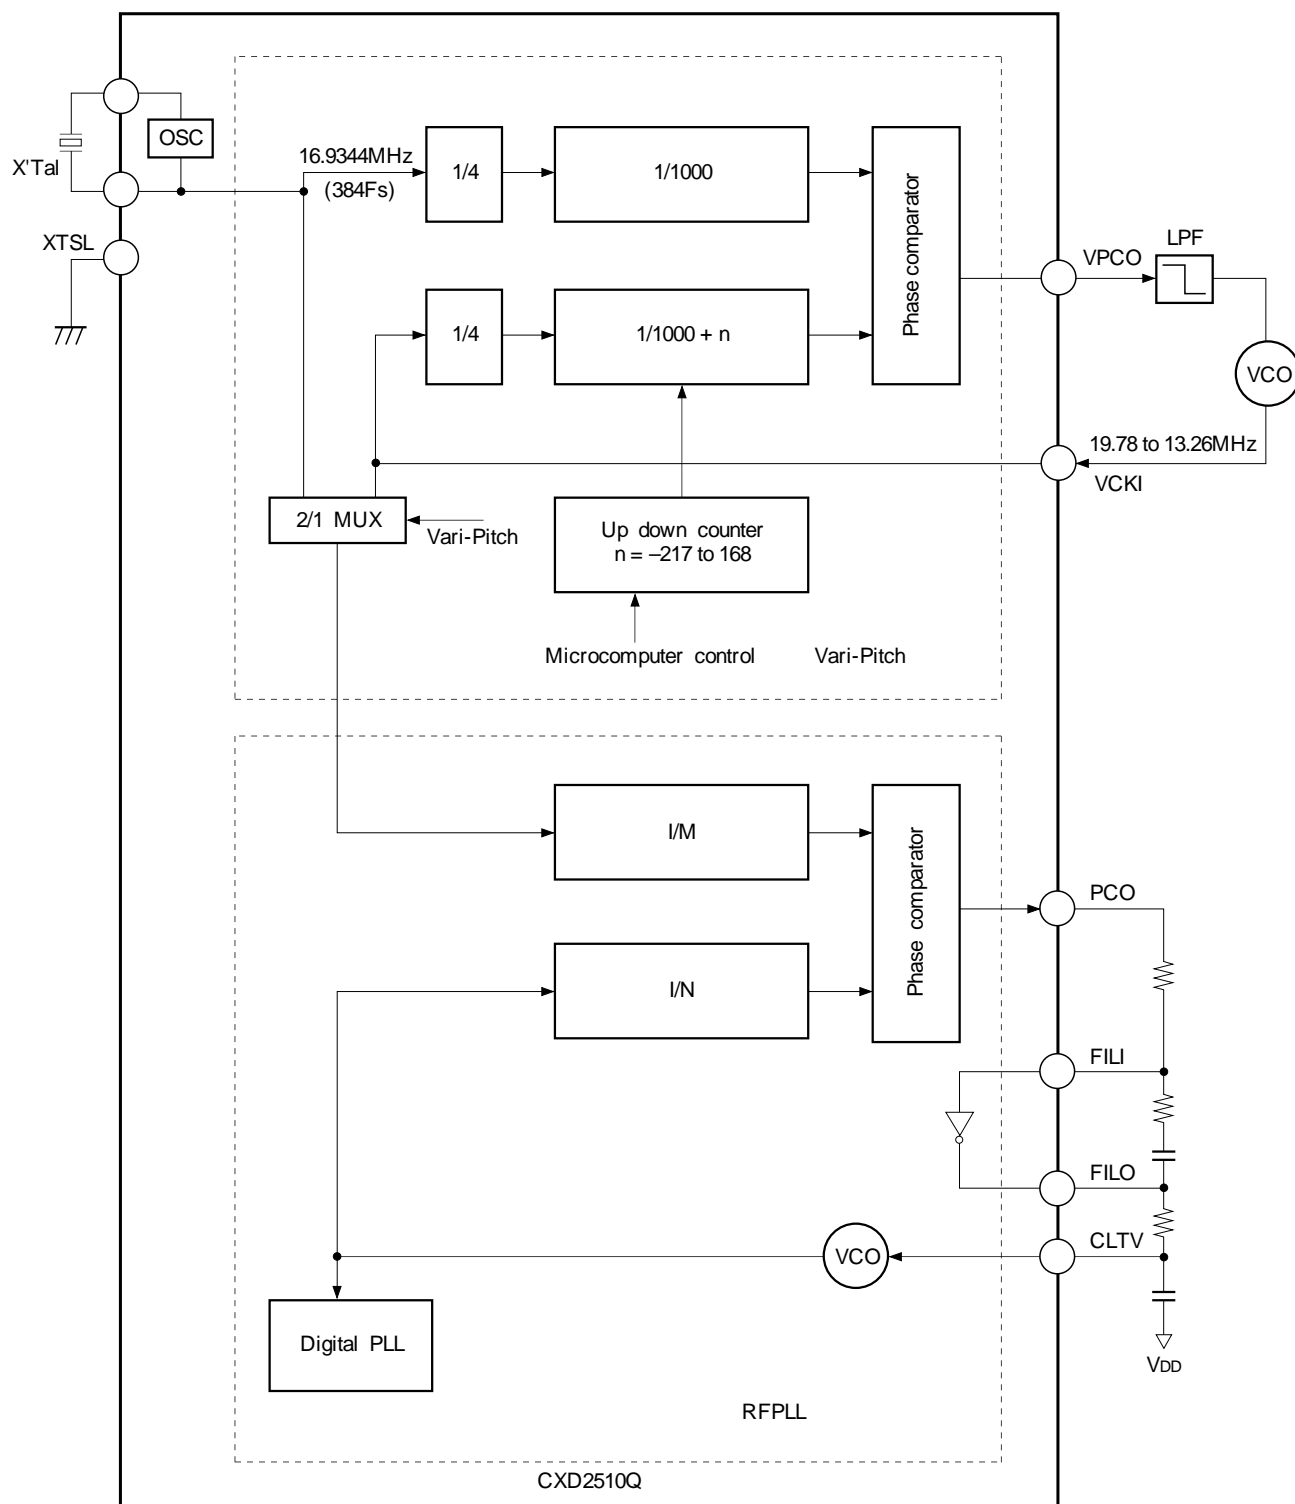 OSC
X'Tal
16.9344MHz
(384Fs)
1/4
1/1000
Phase comparator
XTSL
VPCO
LPF
1/4
1/1000 + n
VCO
19.78 to 13.26MHz
VCKI
2/1 MUX
Vari-Pitch
Up down counter
n = –217 to 168
Microcomputer control
Vari-Pitch
I/M
Phase comparator
PCO
I/N
FILI
FILO
VCO
CLTV
Digital PLL
VDD
RFPLL
CXD2510Q